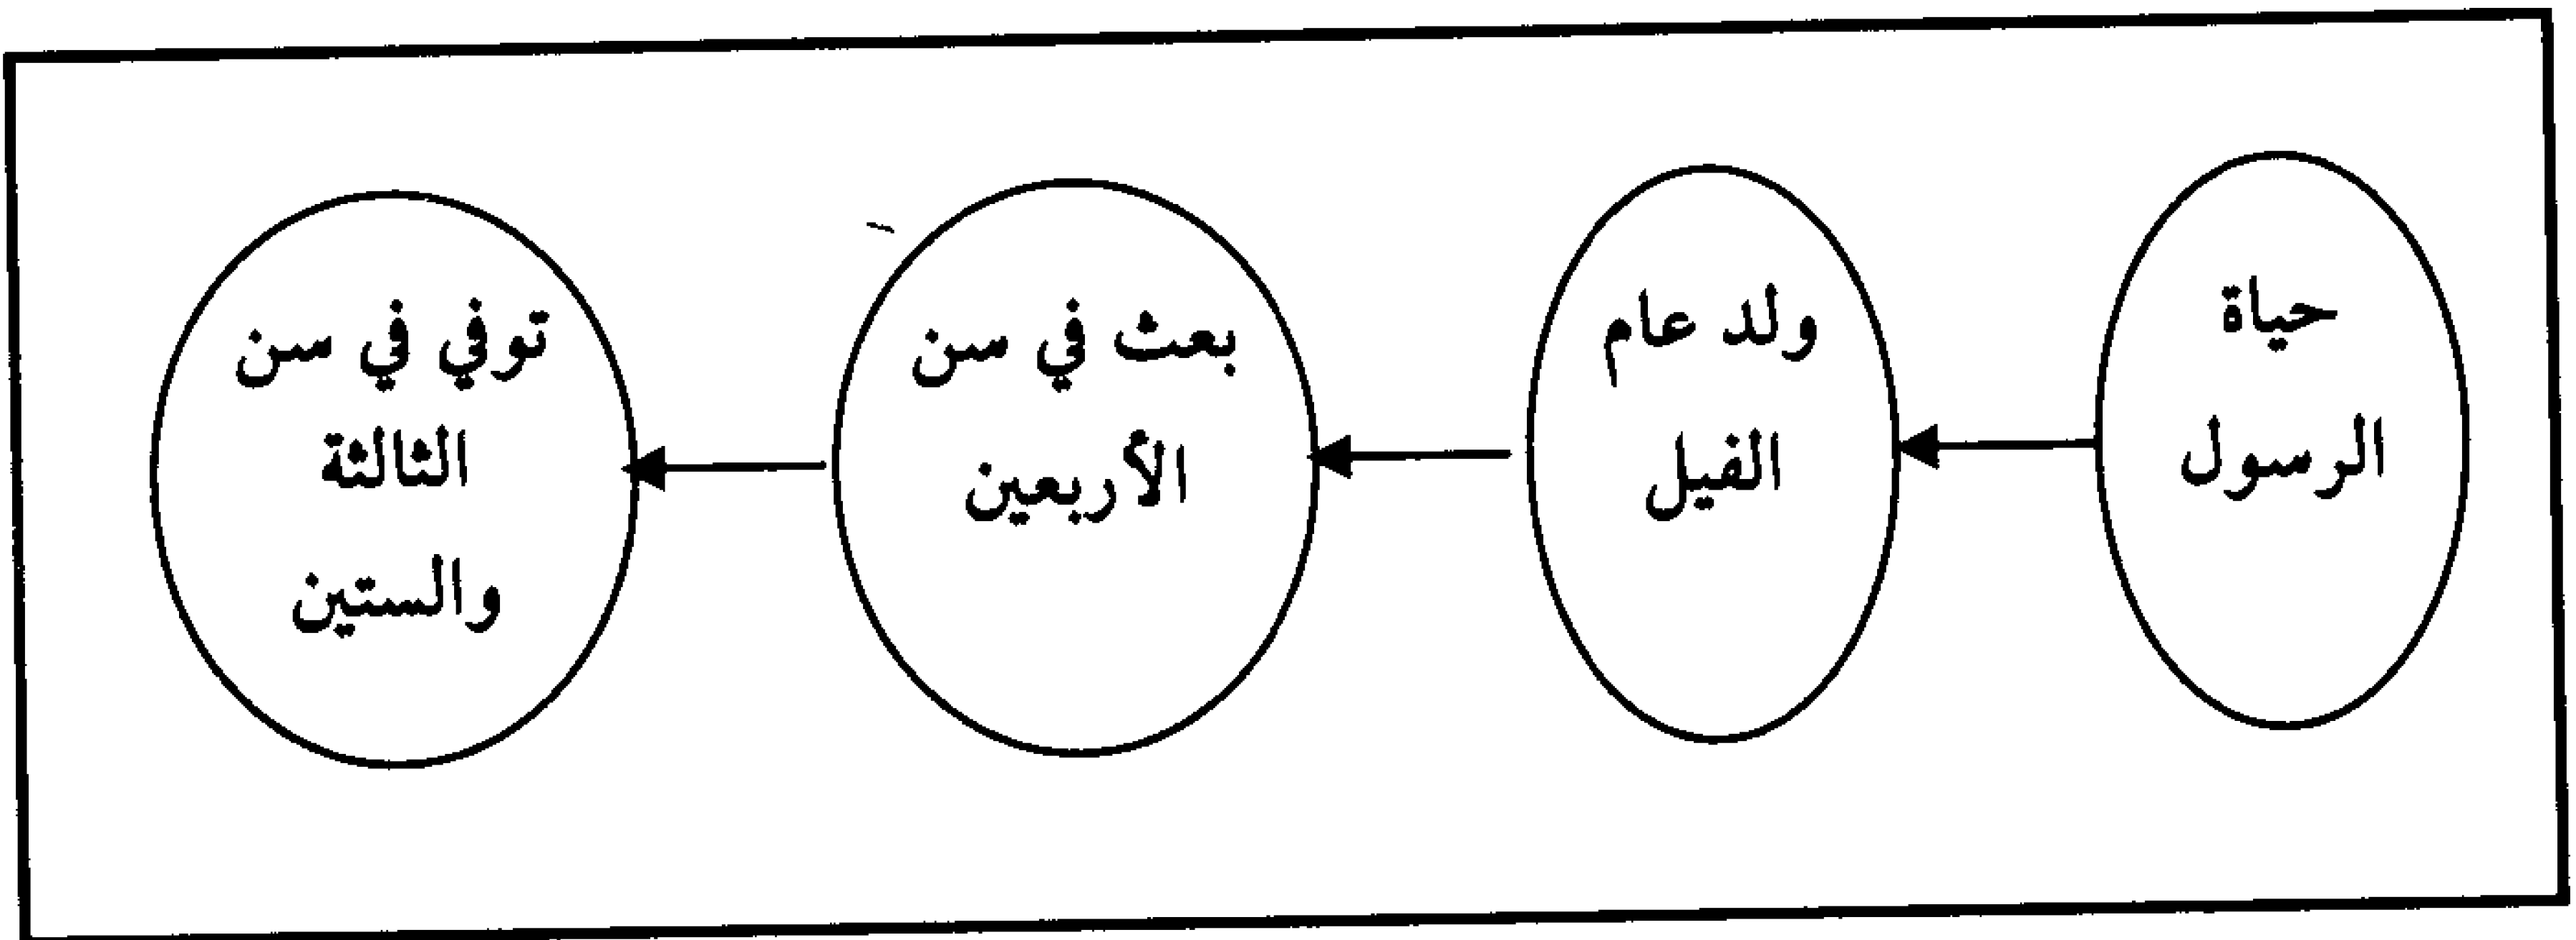 حياة
الرسول
ولد عام
الفيل
بعث في سن
الأربعين
توفي في سن
الثالثة
والستين